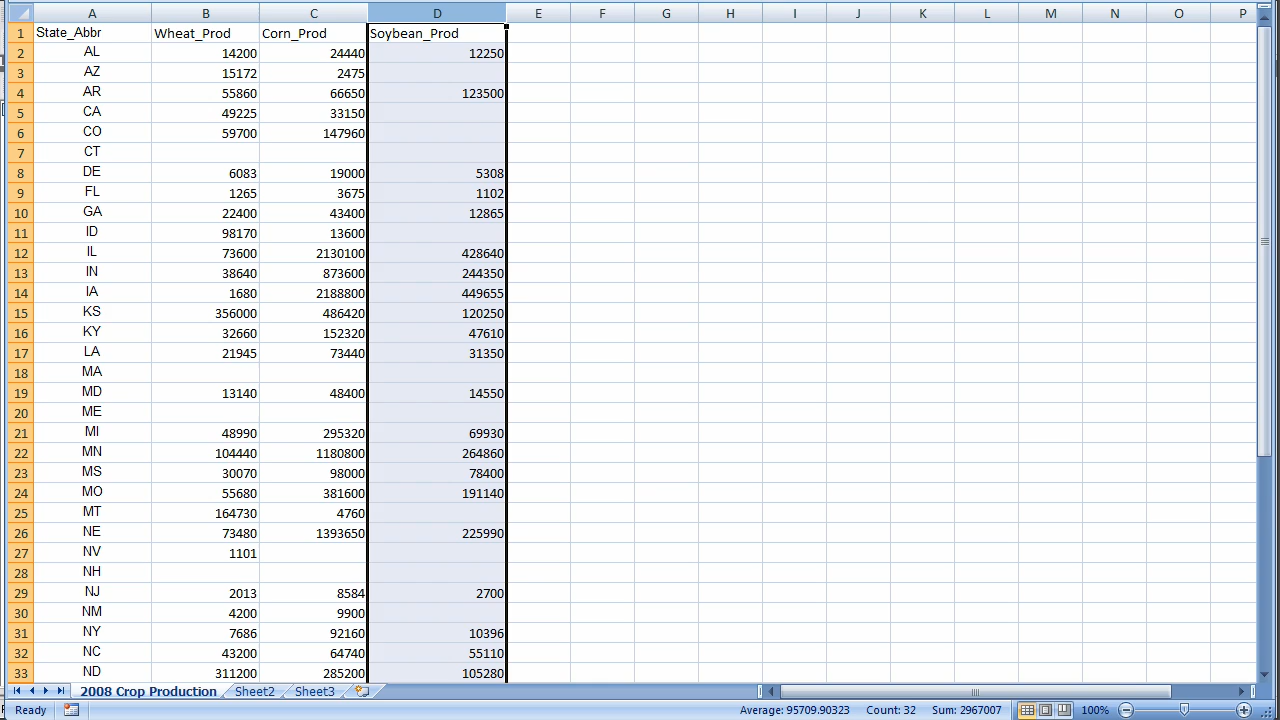 A B C D E F G H I J K L M N O P
1 State_Abbr Wheat_Prod Corn_Prod Soybean_Prod
2 AL 14200 24440 12250
3 AZ 15172 2475
4 AR 55860 66650 123500
5 CA 49225 33150
6 CO 59700 147960
7 CT
8 DE 6083 19000 5308
9 FL 1265 3675 1102
10 GA 22400 43400 12865
11 ID 98170 13600
12 IL 73600 2130100 428640
13 IN 38640 873600 244350
14 IA 1680 2188800 449655
15 KS 356000 486420 120250
16 KY 32660 152320 47610
17 LA 21945 73440 31350
18 MA
19 MD 13140 48400 14550
20 ME
21 MI 48990 295320 69930
22 MN 104440 1180800 264860
23 MS 30070 98000 78400
24 MO 55680 381600 191140
25 MT 164730 4760
26 NE 73480 1393650 225990
27 NV 1101
28 NH
29 NJ 2013 8584 2700
30 NM 4200 9900
31 NY 7686 92160 10396
32 NC 43200 64740 55110
33 ND 311200 285200 105280
2008 Crop Production Sheet2 Sheet3
Ready Average: 95709.90323 Count: 32 Sum: 2967007 100%